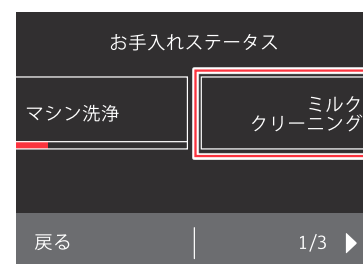 お手入れステータス
マシン洗浄
ミルク
クリーニング
戻る
1/3